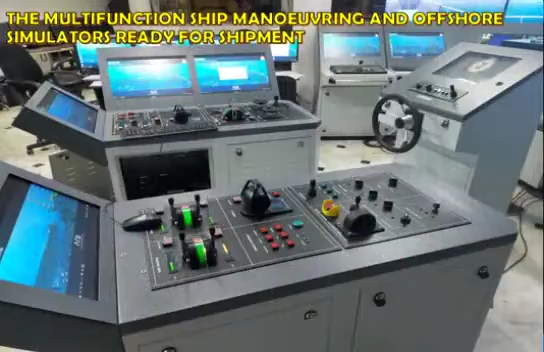 THE MULTIFUNCTION SHIP MANOEUVRING AND OFFSHORE
SIMULATORS READY FOR SHIPMENT